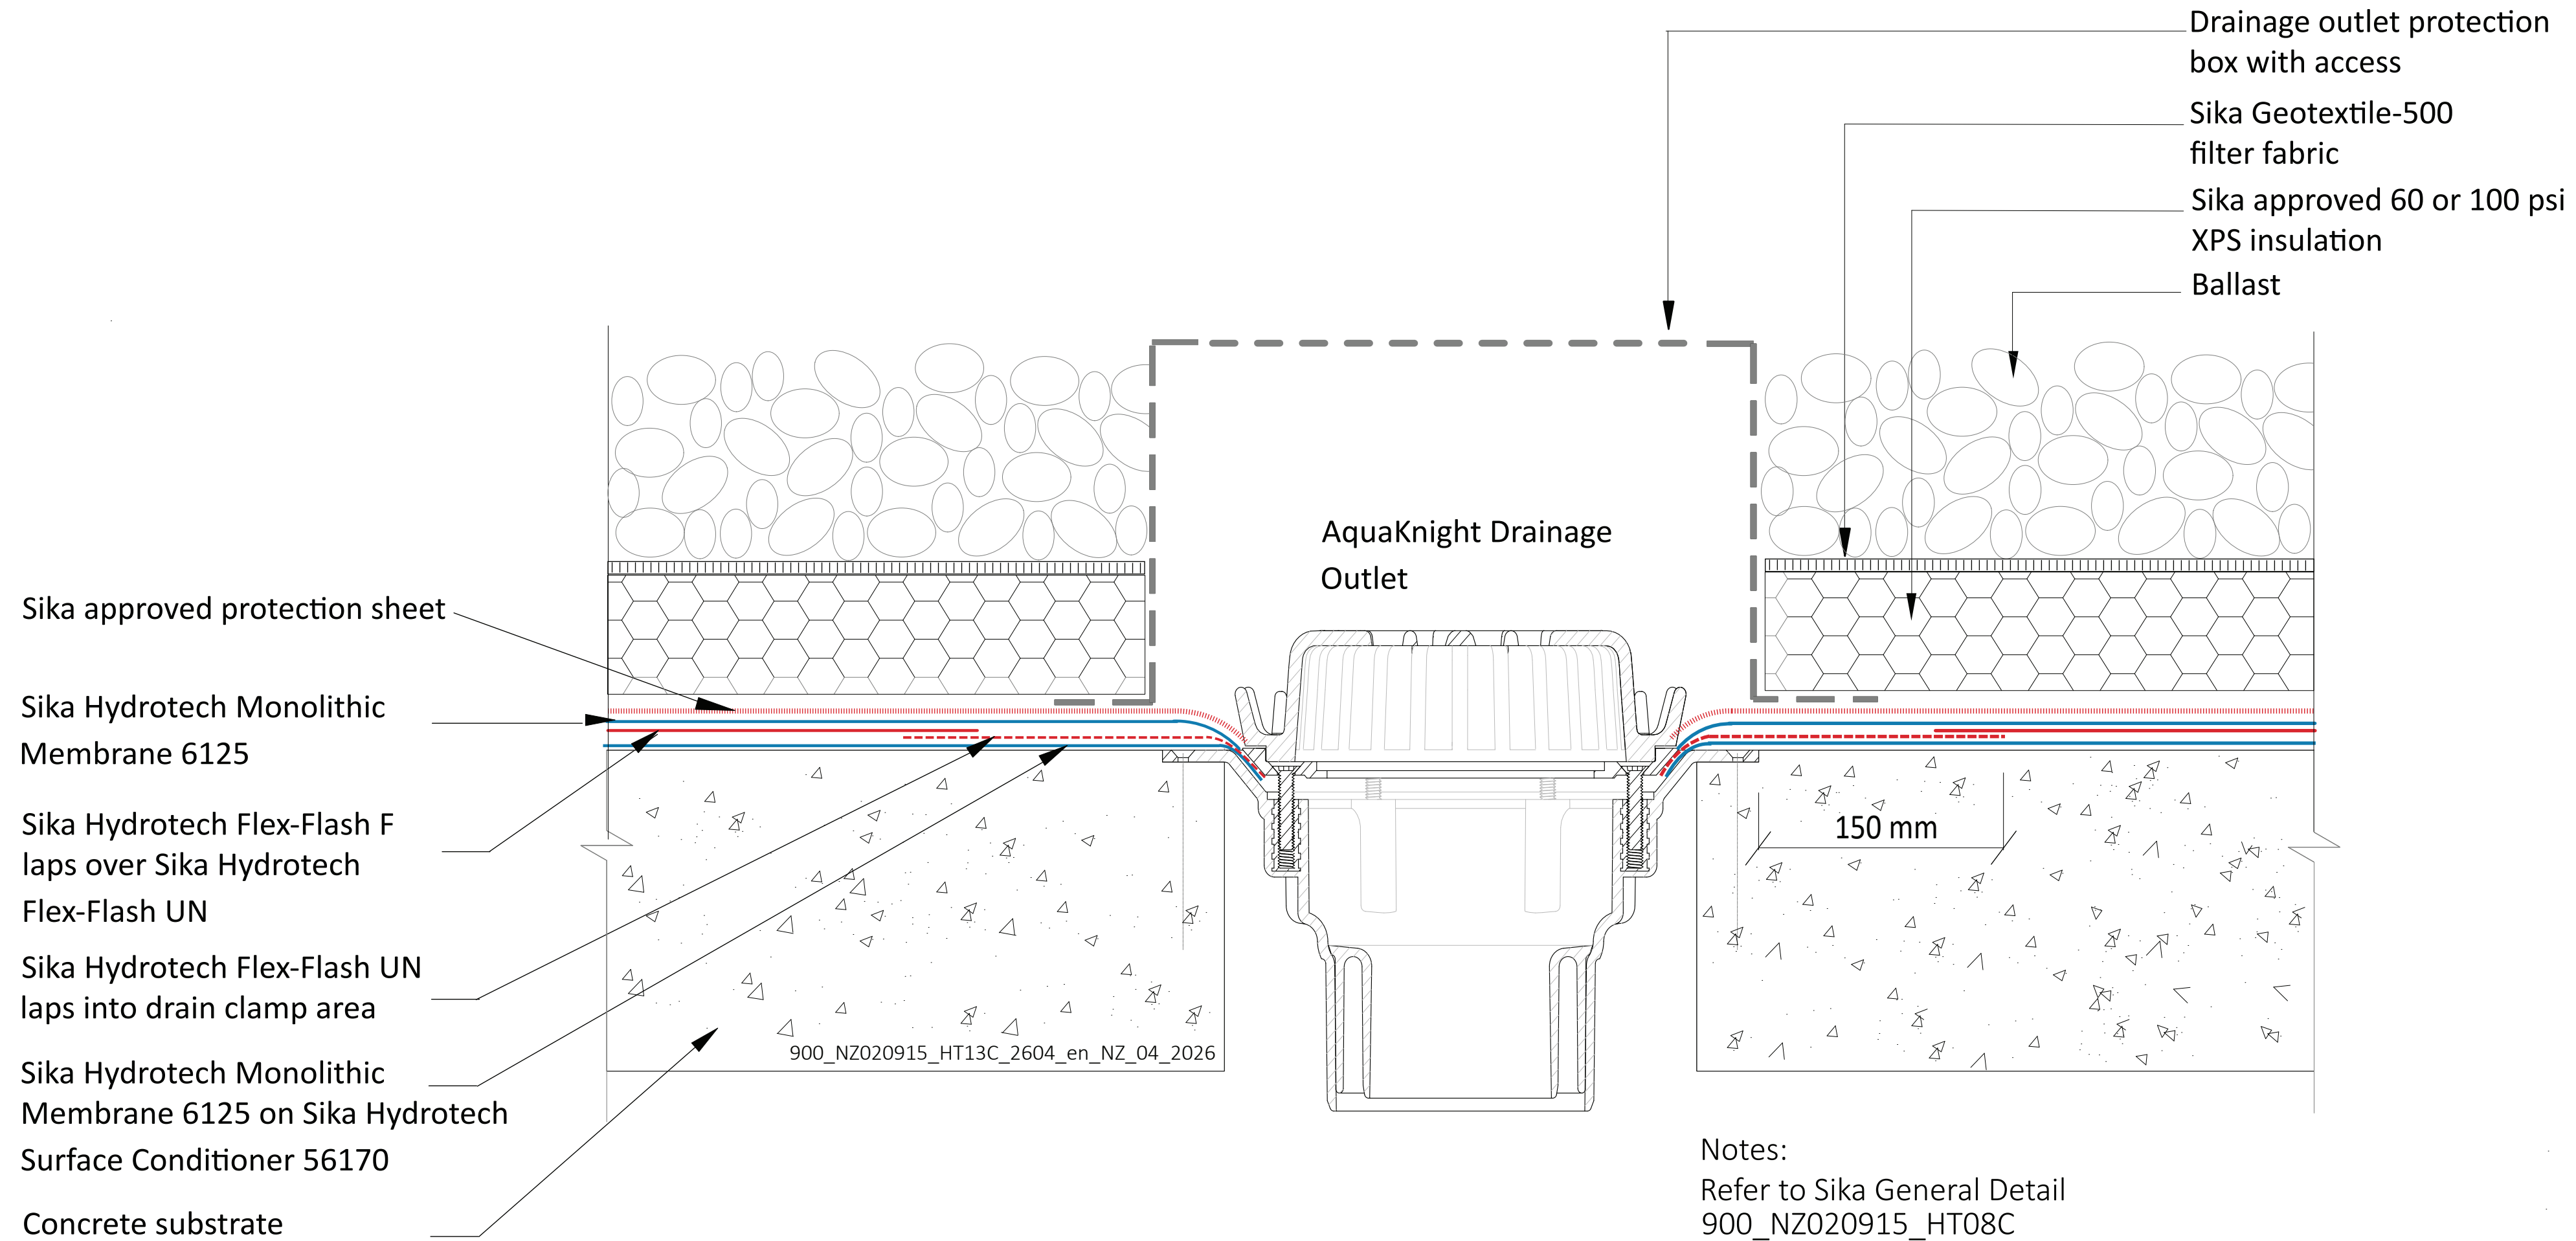 Drainage outlet protection
box with access
Sika Geotextile-500
filter fabric
Sika approved 60 or 100 psi
XPS insulation
Ballast
AquaKnight Drainage
Outlet
Sika approved protection sheet
Sika Hydrotech Monolithic
Membrane 6125
Sika Hydrotech Flex-Flash F
laps over Sika Hydrotech
Flex-Flash UN
Sika Hydrotech Flex-Flash UN
laps into drain clamp area
Sika Hydrotech Monolithic
Membrane 6125 on Sika Hydrotech
Surface Conditioner 56170
Concrete substrate
150 mm
900_NZ020915_HT13C_2604_en_NZ_04_2026
Notes:
Refer to Sika General Detail
900_NZ020915_HT08C